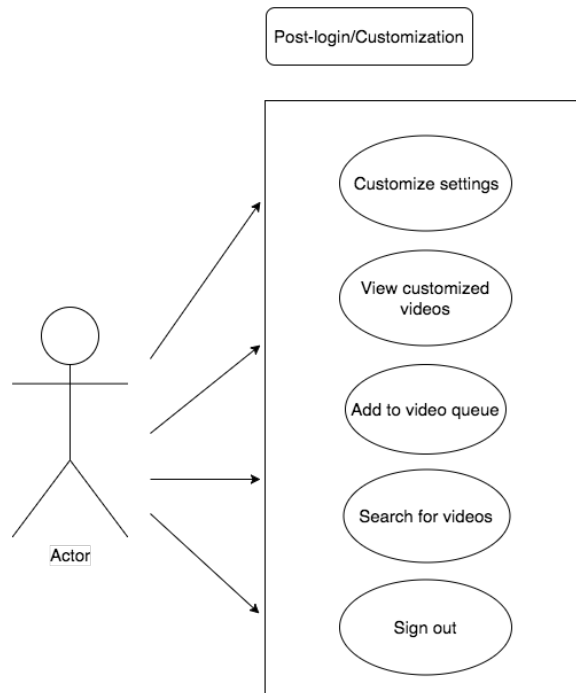 Post-login/Customization
Customize settings
View customized
videos
Add to video queue
Search for videos
Actor
Sign out